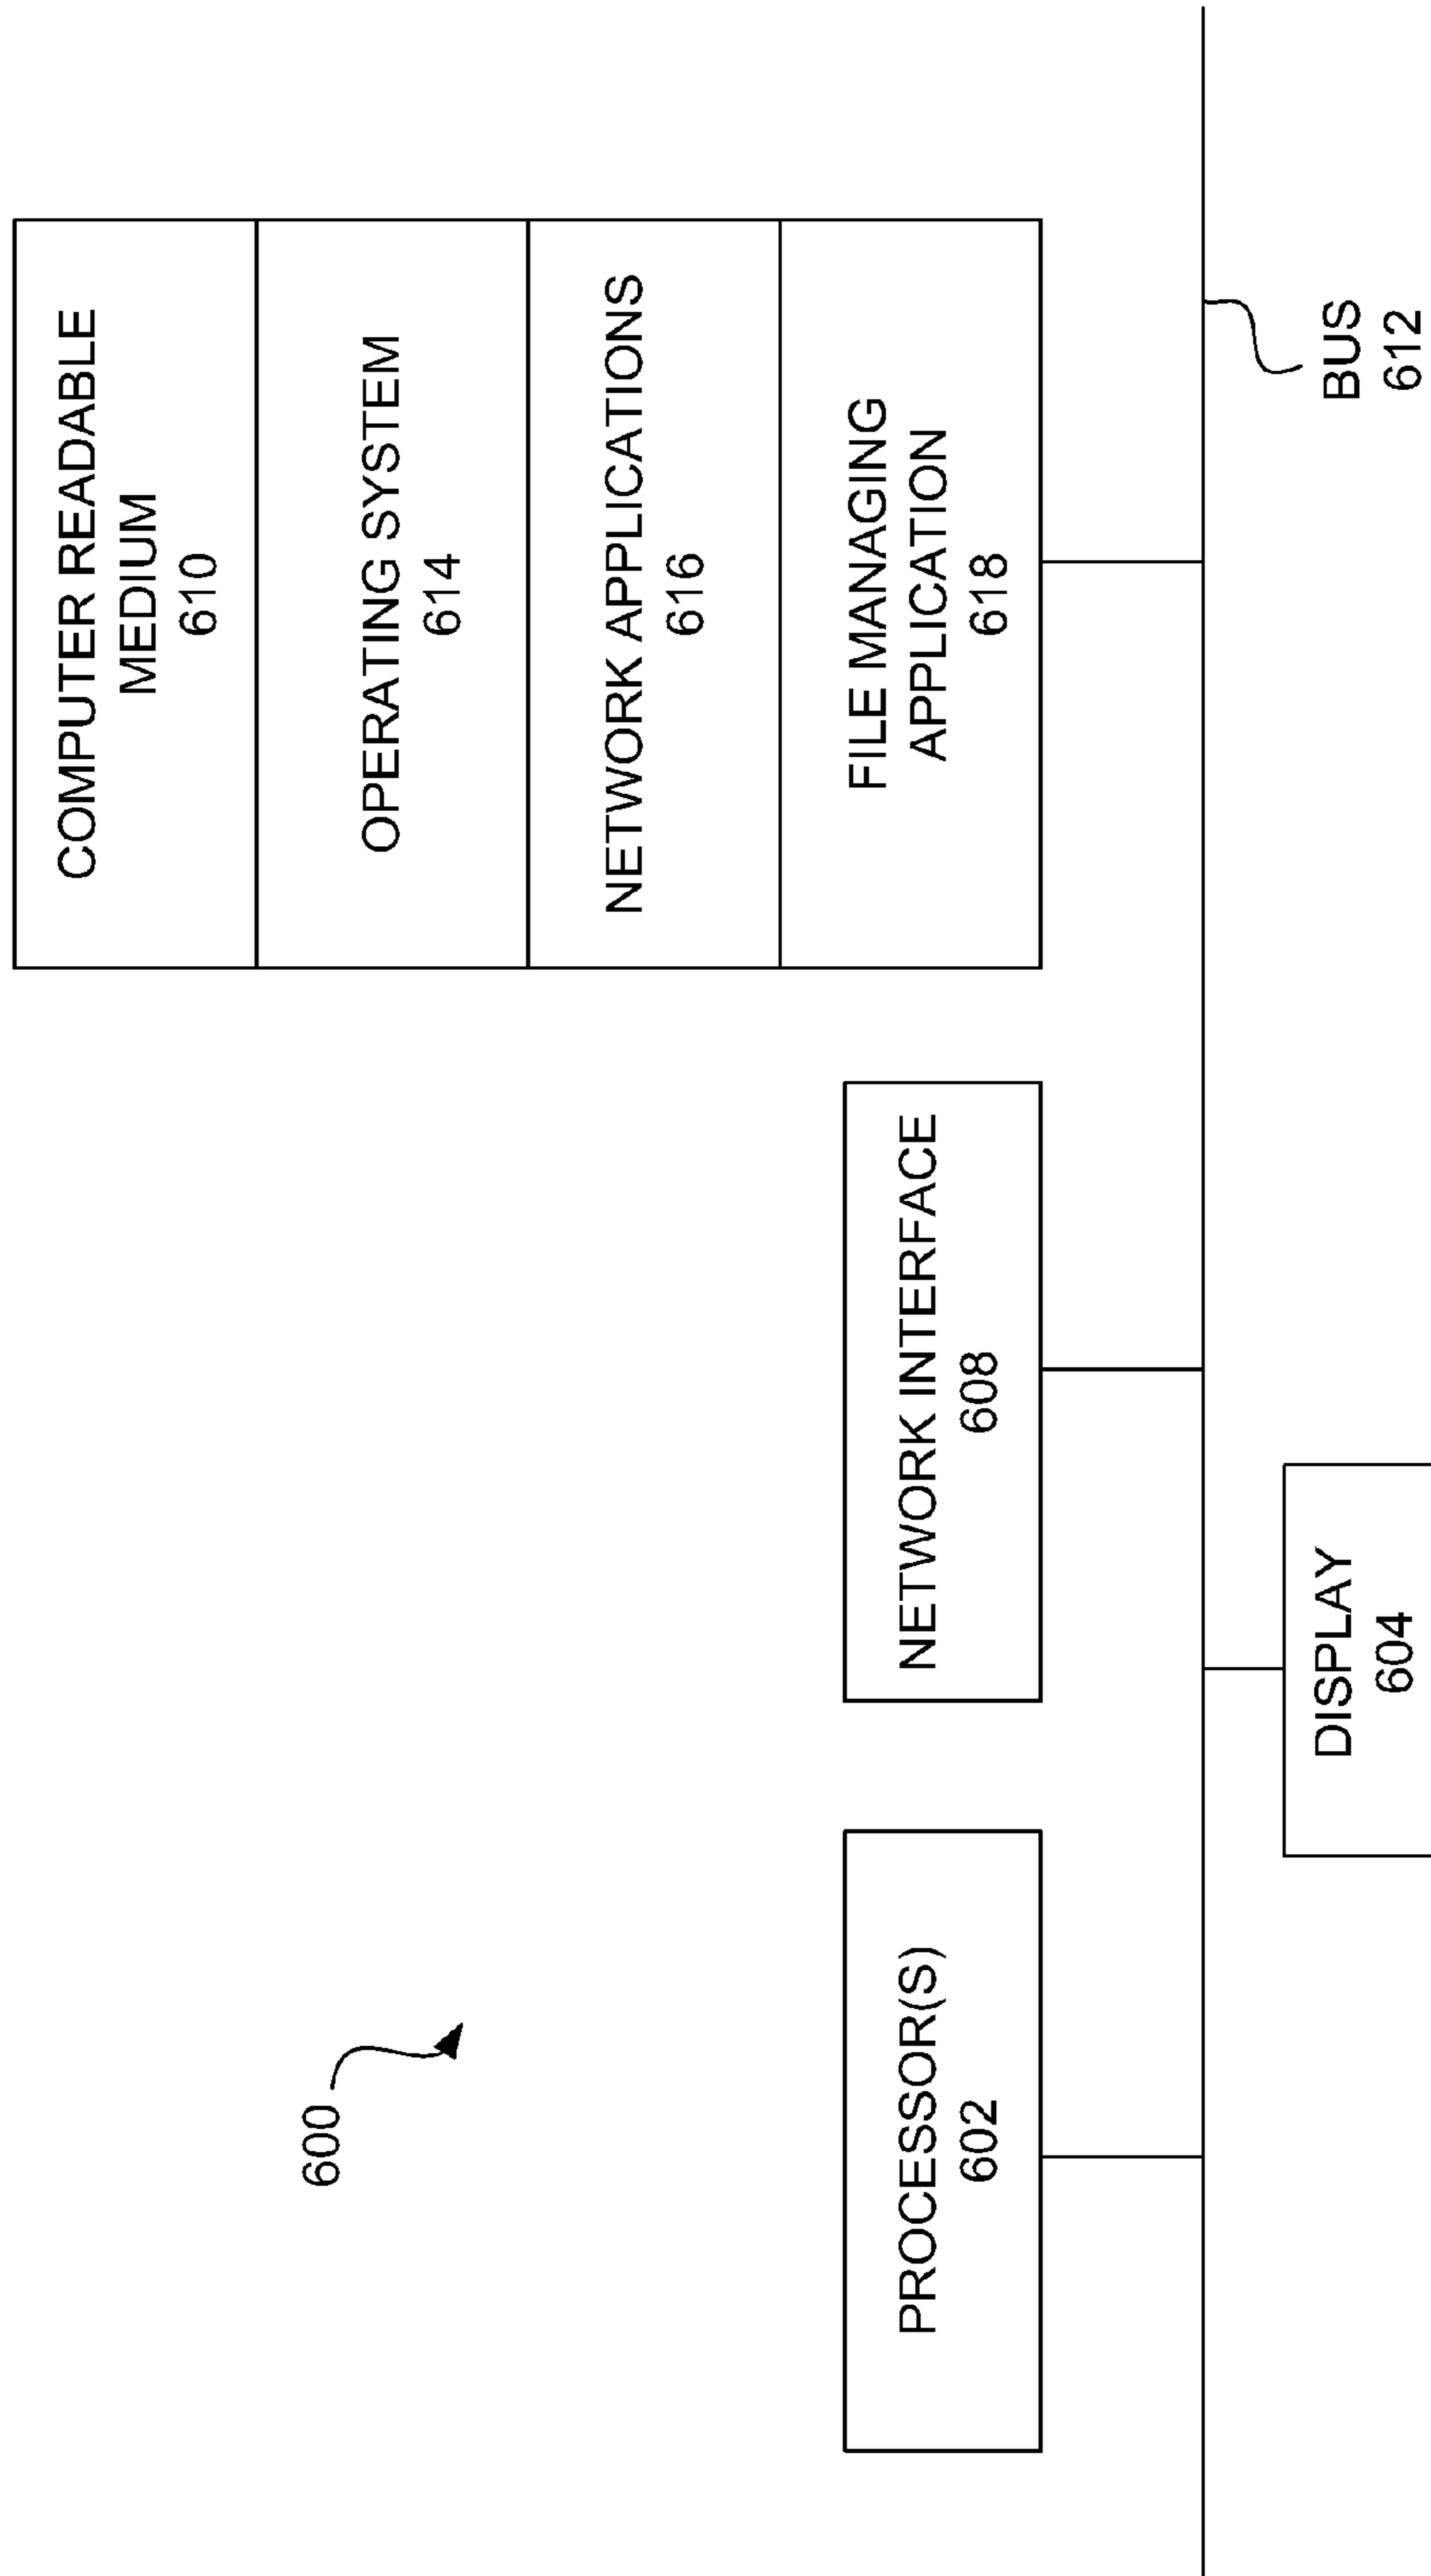 600
COMPUTER READABLE
MEDIUM
610
OPERATING SYSTEM
614
NETWORK APPLICATIONS
616
FILE MANAGING
APPLICATION
618
PROCESSOR(S)
602
NETWORK INTERFACE
608
DISPLAY
604
BUS
612